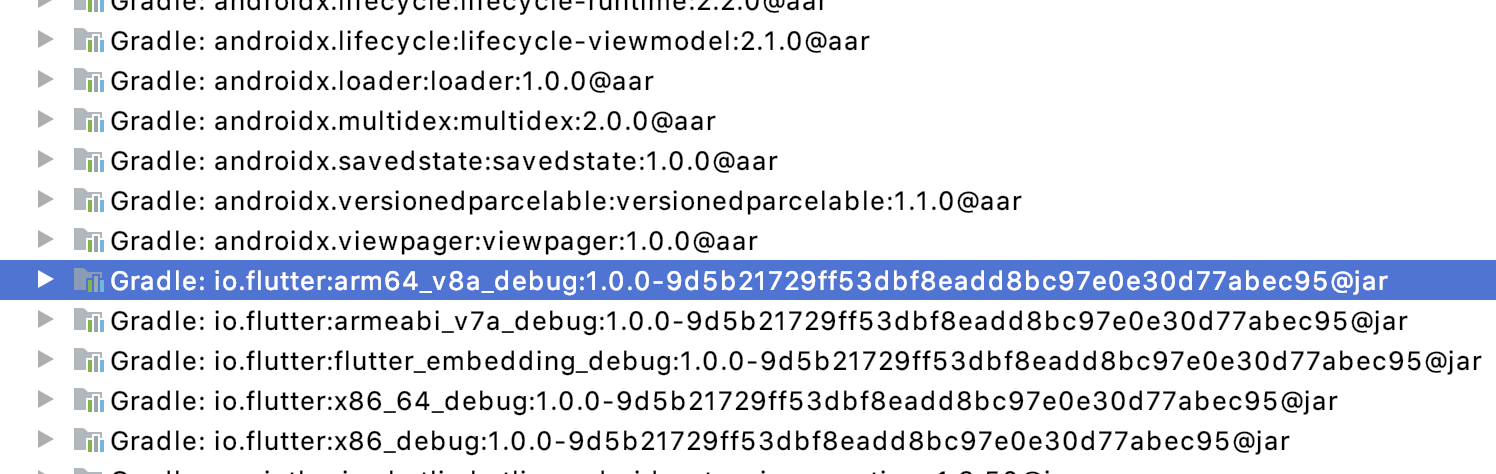 androidx.lifecycle:lifecycle-runtime:2.2.0@aar
Gradle: androidx.lifecycle:lifecycle-viewmodel:2.1.0@aar
Gradle: androidx.loader:loader:1.0.0@aar
Gradle: androidx.multidex:multidex:2.0.0@aar
Gradle: androidx.savedstate:savedstate:1.0.0@aar
Gradle: androidx.versionedparcelable:versionedparcelable:1.1.0@aar
Gradle: androidx.viewpager:viewpager:1.0.0@aar
Gradle: io.flutter:arm64_v8a_debug:1.0.0-9d5b21729ff53dbf8eadd8bc97e0e30d77abec95@jar
Gradle: io.flutter:armeabi_v7a_debug:1.0.0-9d5b21729ff53dbf8eadd8bc97e0e30d77abec95@jar
Gradle: io.flutter:flutter_embedding_debug:1.0.0-9d5b21729ff53dbf8eadd8bc97e0e30d77abec95@jar
Gradle: io.flutter:x86_64_debug:1.0.0-9d5b21729ff53dbf8eadd8bc97e0e30d77abec95@jar
Gradle: io.flutter:x86_debug:1.0.0-9d5b21729ff53dbf8eadd8bc97e0e30d77abec95@jar